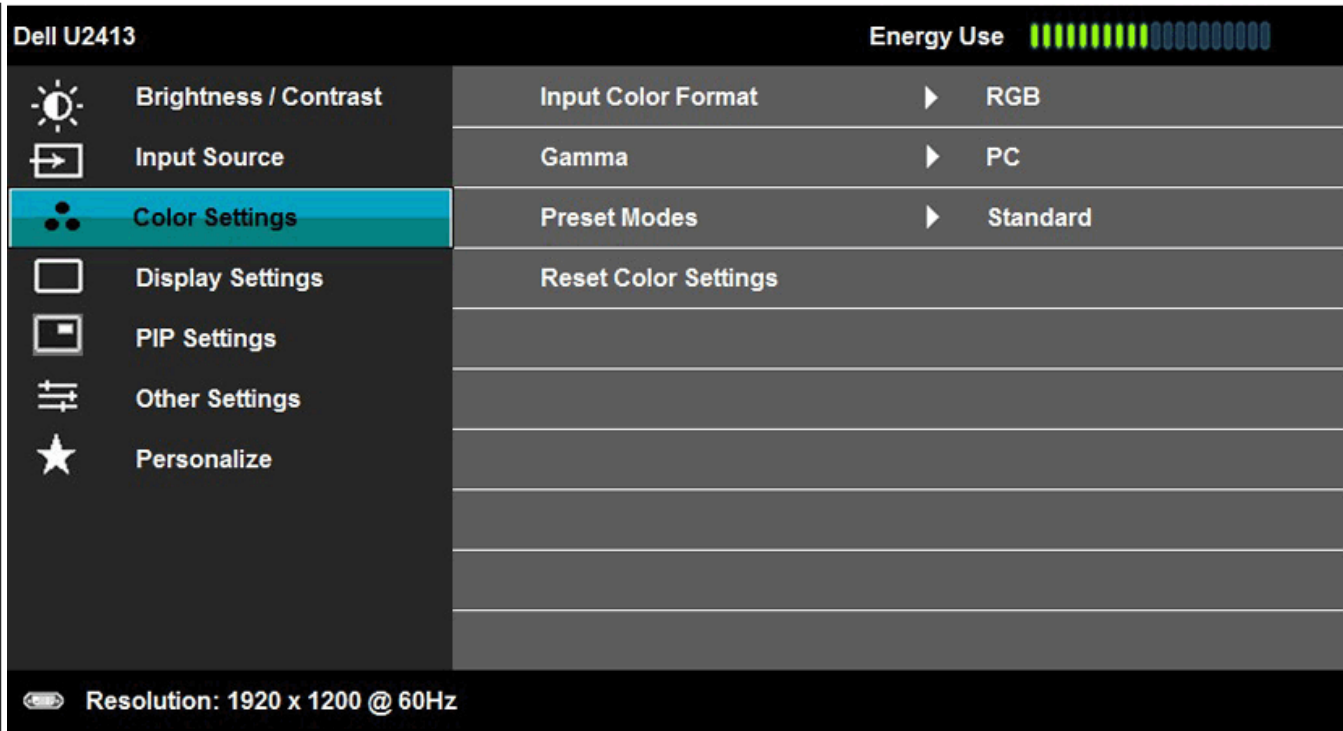 Dell U2413 Energy Use
Brightness / Contrast Input Color Format RGB
Input Source Gamma PC
Color Settings Preset Modes Standard
Display Settings Reset Color Settings
PIP Settings
Other Settings
Personalize
Resolution: 1920 x 1200 @ 60Hz